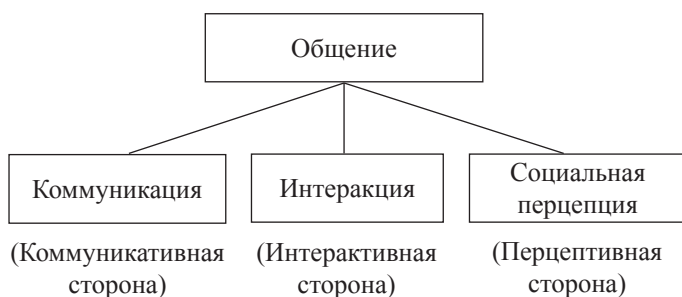 Общение
Коммуникация
Интеракция
Социальная
перцепция
(Коммуникативная
сторона)
(Интерактивная
сторона)
(Перцептивная
сторона)